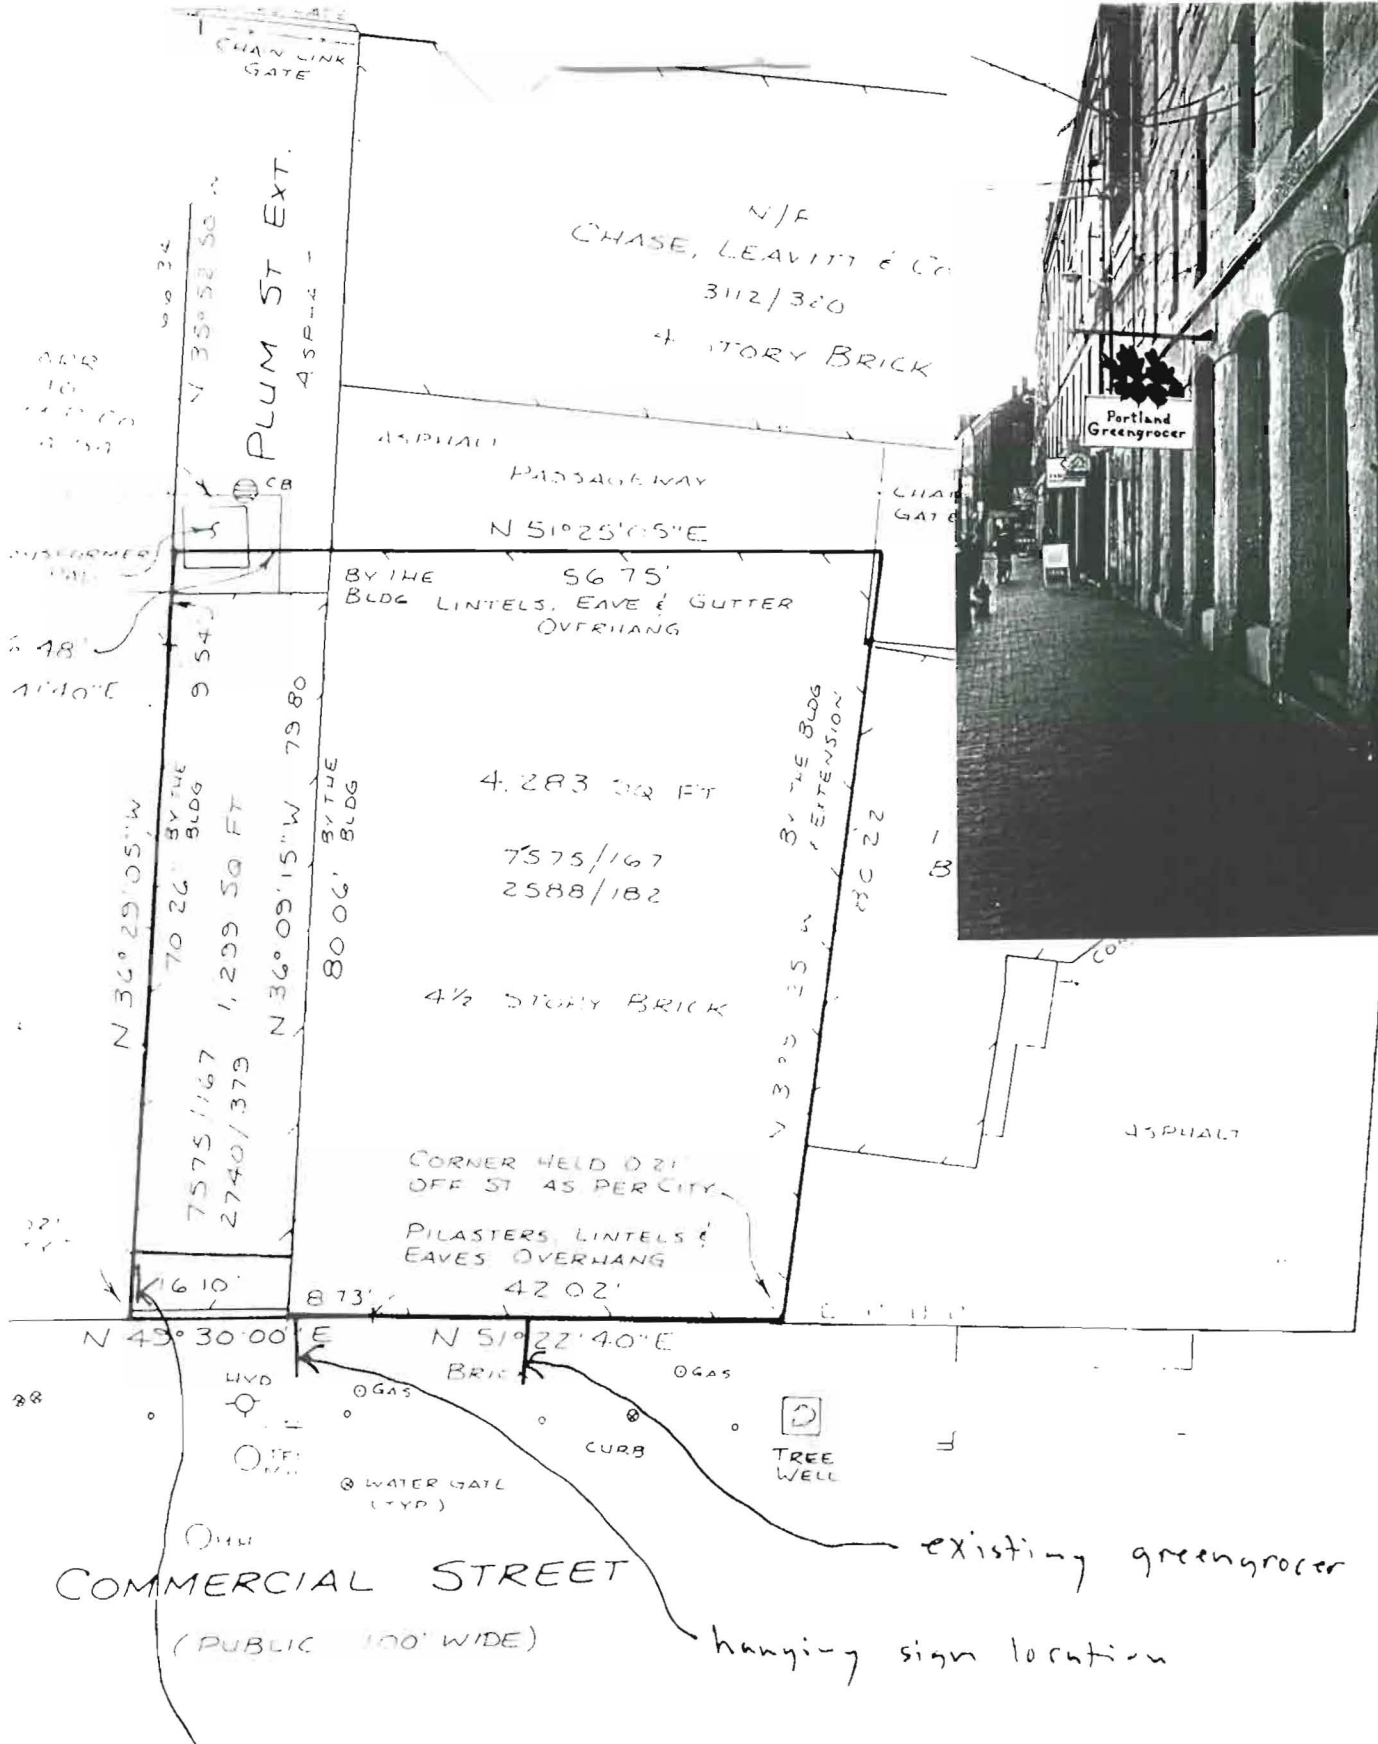 CHAIN LINK
GATE
PLUM ST EXT.
N/F
CHASE, LEAVITT & Co
3112/320
4 STORY BRICK
Portland
Greengrocer
ASPHALT
PASSAGEWAY
CB
N 51°25'05"E
56 75'
BY THE
BLDG LINTELS, EAVE & GUTTER
OVERHANG
9 54
N 36° 29' 05" W
70 26' BY THE
BLDG
1,299 SQ FT
7575/167
2740/379
N 36° 09' 15" W 79 80
80 06' BY THE
BLDG
4,283 SQ FT
7575/167
2588/182
4½ STORY BRICK
BY THE BLDG
EXTENSION
ASPHALT
CORNER HELD 0 21'
OFF ST AS PER CITY
PILASTERS, LINTELS &
EAVES OVERHANG
16 10'
8 73'
42 02'
N 49° 30' 00" E
N 51° 22' 40" E
HYD
GAS
GAS
CURB
TREE
WELL
WATER GATE
(TYP)
COMMERCIAL STREET
(PUBLIC 100' WIDE)
existing greengrocer
hanging sign location